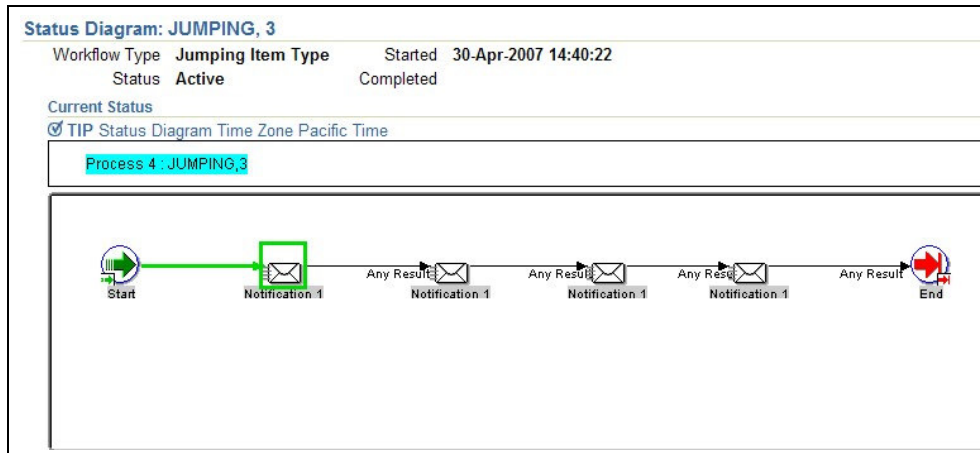 Status Diagram: JUMPING, 3
Workflow Type Jumping Item Type Started 30-Apr-2007 14:40:22
Status Active Completed
Current Status
TIP Status Diagram Time Zone Pacific Time
Process 4 : JUMPING,3
Any Result Any Result Any Resu Any Result
Start Notification 1 Notification 1 Notification 1 Notification 1 End